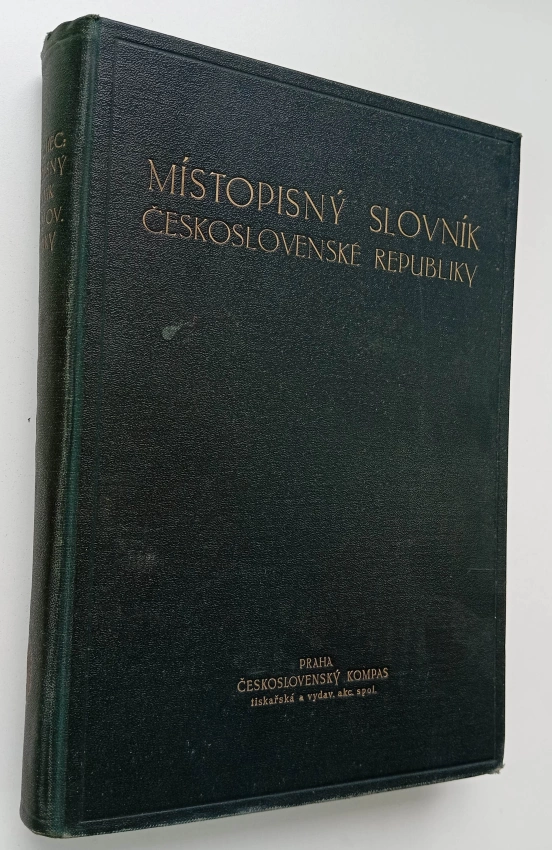 MÍSTOPISNÝ SLOVNÍK
ČESKOSLOVENSKÉ REPUBLIKY
PRAHA
ČESKOSLOVENSKÝ KOMPAS
tiskařská a vydav. akc. spol.